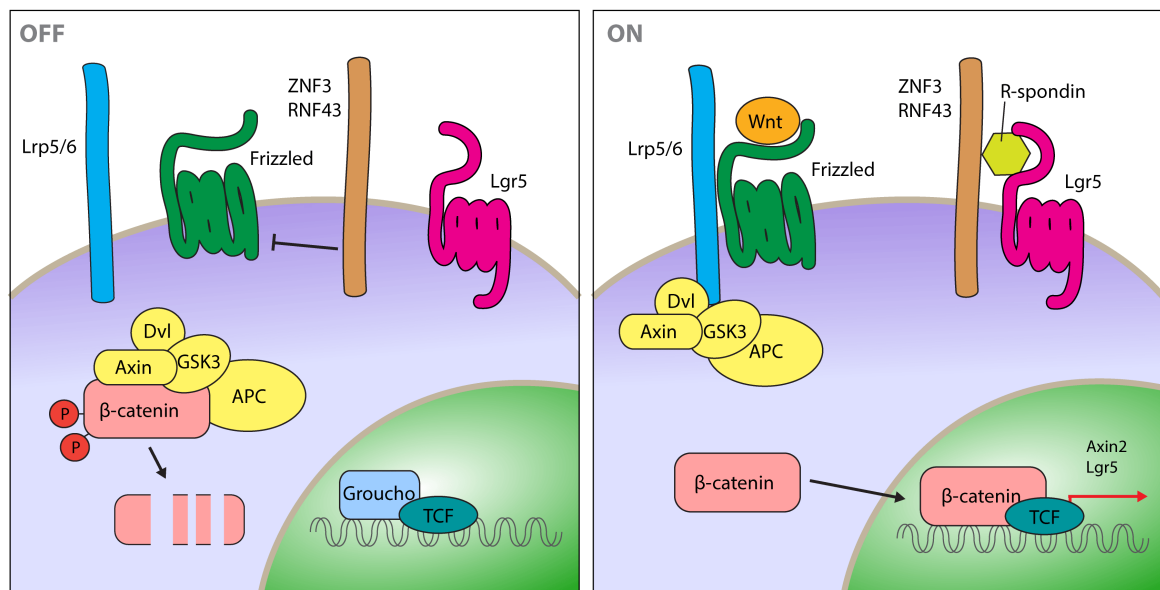 OFF
Lrp5/6
Frizzled
ZNF3
RNF43
Lgr5
Dvl
Axin
GSK3
APC
β-catenin
P
P
Groucho
TCF
ON
Lrp5/6
Wnt
Frizzled
ZNF3
RNF43
R-spondin
Lgr5
Dvl
Axin
GSK3
APC
β-catenin
β-catenin
TCF
Axin2
Lgr5